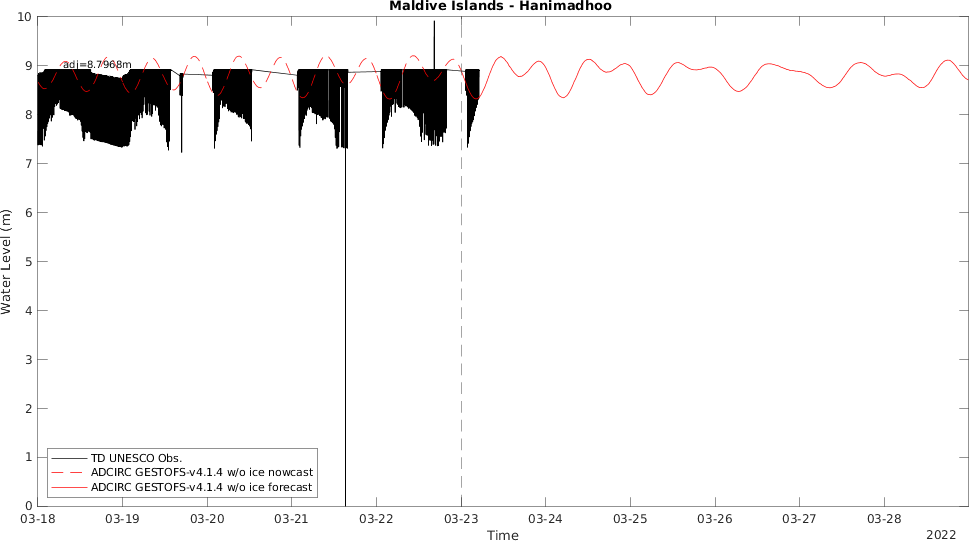 Maldive Islands - Hanimadhoo
10
9
8
7
6
5
4
3
2
1
0
Water Level (m)
adj=8.7968m
TD UNESCO Obs.
ADCIRC GESTOFS-v4.1.4 w/o ice nowcast
ADCIRC GESTOFS-v4.1.4 w/o ice forecast
03-18 03-19 03-20 03-21 03-22 03-23 03-24 03-25 03-26 03-27 03-28
Time
2022